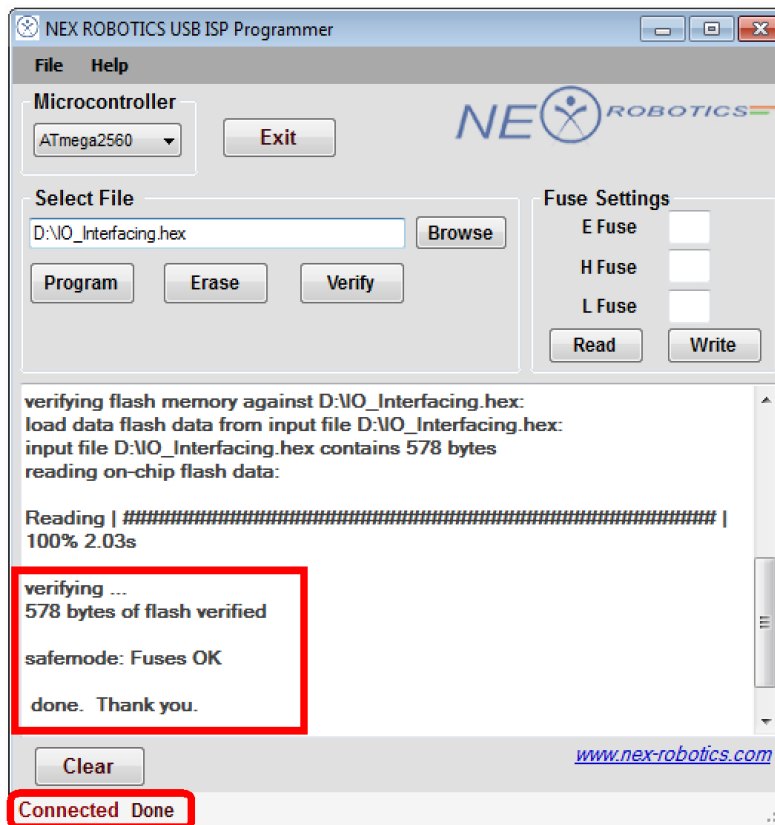 NEX ROBOTICS USB ISP Programmer
File Help
Microcontroller
ATmega2560
Exit
NEX ROBOTICS
Select File
D:\IO_Interfacing.hex
Browse
Program Erase Verify
Fuse Settings
E Fuse
H Fuse
L Fuse
Read Write
verifying flash memory against D:\IO_Interfacing.hex:
load data flash data from input file D:\IO_Interfacing.hex:
input file D:\IO_Interfacing.hex contains 578 bytes
reading on-chip flash data:
Reading | ################################################## |
100% 2.03s
verifying ...
578 bytes of flash verified
safemode: Fuses OK
done. Thank you.
Clear
www.nex-robotics.com
Connected Done